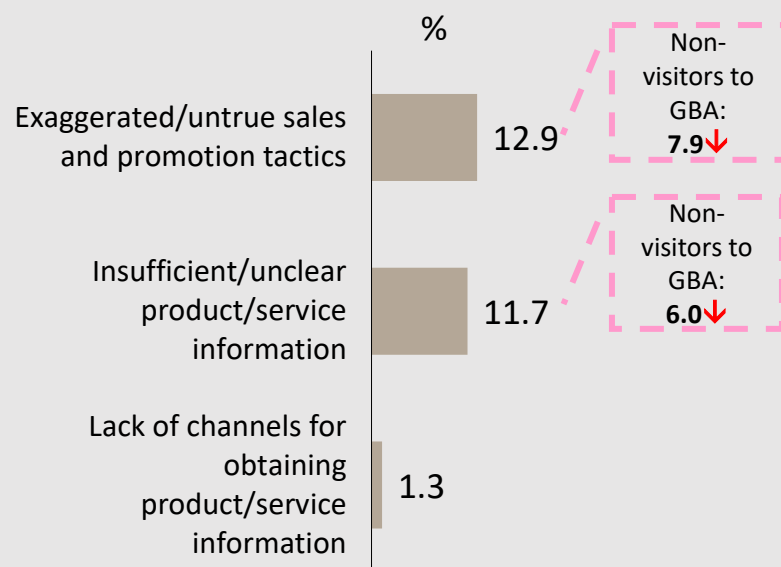 %
Exaggerated/untrue sales
and promotion tactics
12.9
Non-
visitors to
GBA:
7.9↓
Insufficient/unclear
product/service
information
11.7
Non-
visitors to
GBA:
6.0↓
Lack of channels for
obtaining
product/service
information
1.3